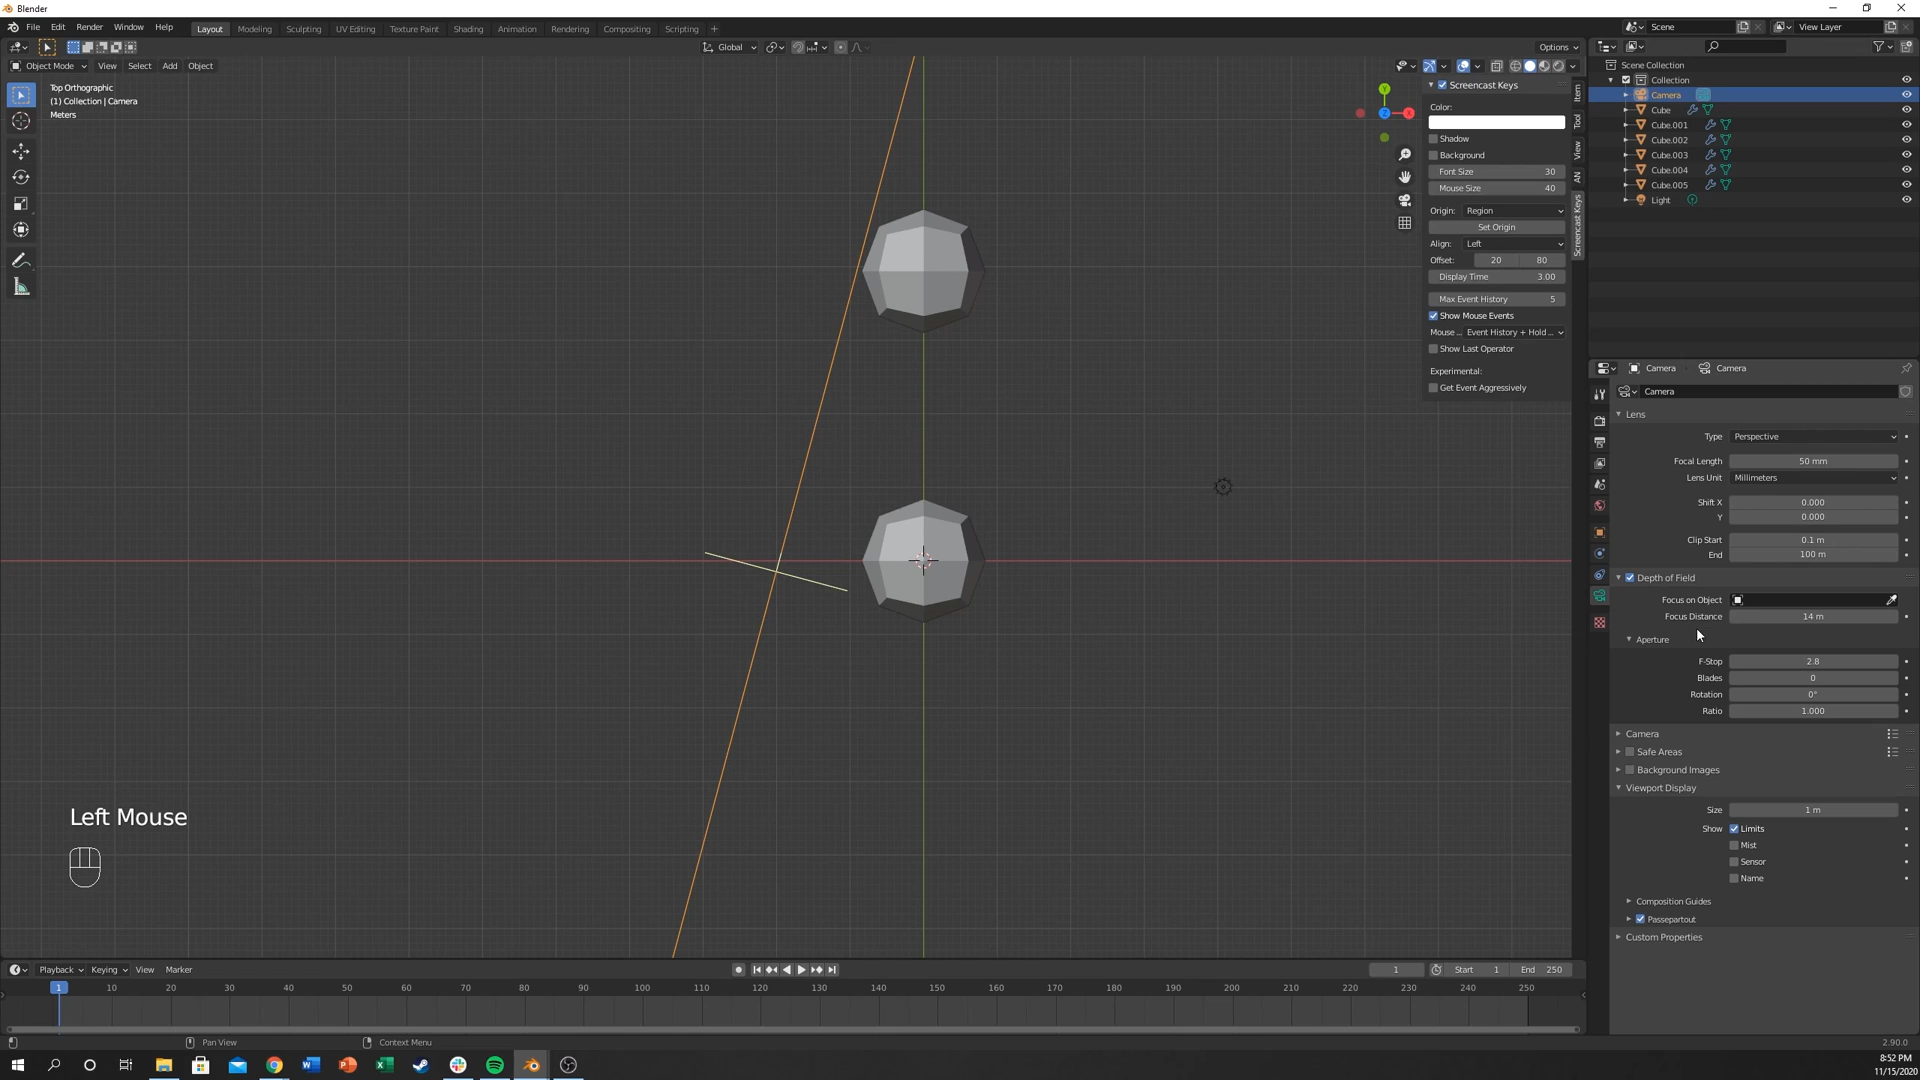 Blender
File Edit Render Window Help
Layout Modeling Sculpting UV Editing Texture Paint Shading Animation Rendering Compositing Scripting +
Scene
View Layer
Global
Options
Object Mode View Select Add Object
Top Orthographic
(1) Collection | Camera
Meters
Y
X
Z
Screencast Keys
Color:
Shadow
Background
Font Size 30
Mouse Size 40
Origin: Region
Set Origin
Align: Left
Offset: 20 80
Display Time 3.00
Max Event History 5
Show Mouse Events
Mouse ... Event History + Hold ...
Show Last Operator
Experimental:
Get Event Aggressively
Item
Tool
View
AN
Screencast Keys
Scene Collection
Collection
Camera
Cube
Cube.001
Cube.002
Cube.003
Cube.004
Cube.005
Light
Camera Camera
Camera
Lens
Type Perspective
Focal Length 50 mm
Lens Unit Millimeters
Shift X 0.000
Y 0.000
Clip Start 0.1 m
End 100 m
Depth of Field
Focus on Object
Focus Distance 14 m
Aperture
F-Stop 2.8
Blades 0
Rotation 0°
Ratio 1.000
Camera
Safe Areas
Background Images
Viewport Display
Size 1 m
Show Limits
Mist
Sensor
Name
Composition Guides
Passepartout
Custom Properties
Left Mouse
Playback Keying View Marker
1 Start 1 End 250
1 10 20 30 40 50 60 70 80 90 100 110 120 130 140 150 160 170 180 190 200 210 220 230 240 250
Pan View
Context Menu
2.90.0
8:52 PM
11/15/2020